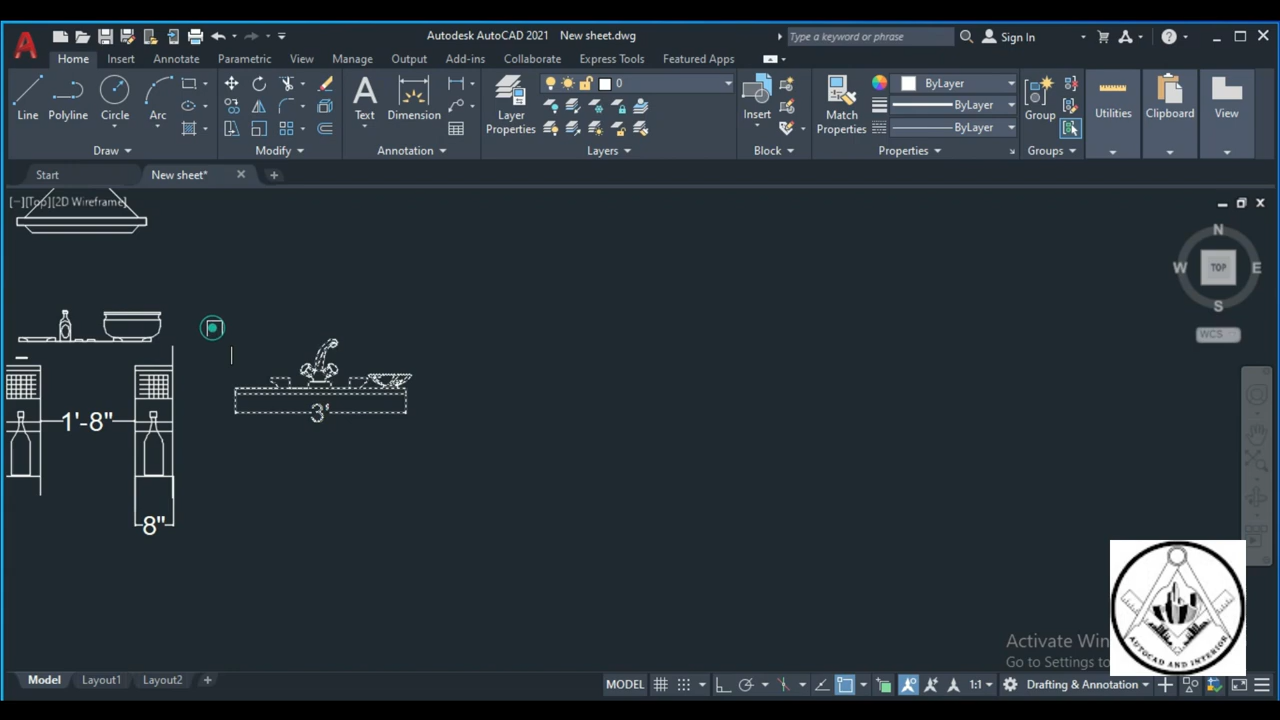 Autodesk AutoCAD 2021 New sheet.dwg
Type a keyword or phrase
Sign In
Home Insert Annotate Parametric View Manage Output Add-ins Collaborate Express Tools Featured Apps
0
ByLayer
ByLayer
ByLayer
Line Polyline Circle Arc
Text Dimension
Layer Properties
Insert
Match Properties
Group
Utilities Clipboard View
Draw Modify Annotation Layers Block Properties Groups
Start New sheet*
[−][Top][2D Wireframe]
N
W TOP E
S
WCS
3'
1'-8"
8"
Activate Win
Go to Settings to
AUTOCAD AND INTERIOR
Model Layout1 Layout2
MODEL 1:1 Drafting & Annotation